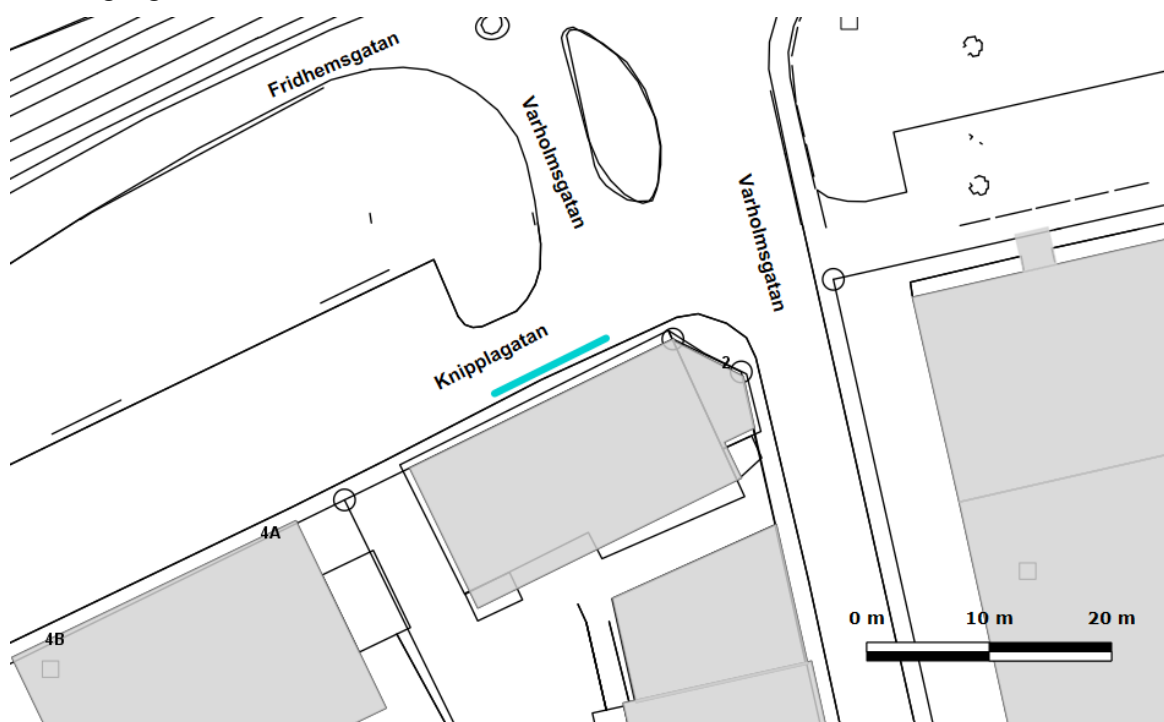 Fridhemsgatan
Varholmsgatan
Varholmsgatan
Knipplagatan
2
4A
4B
0 m 10 m 20 m